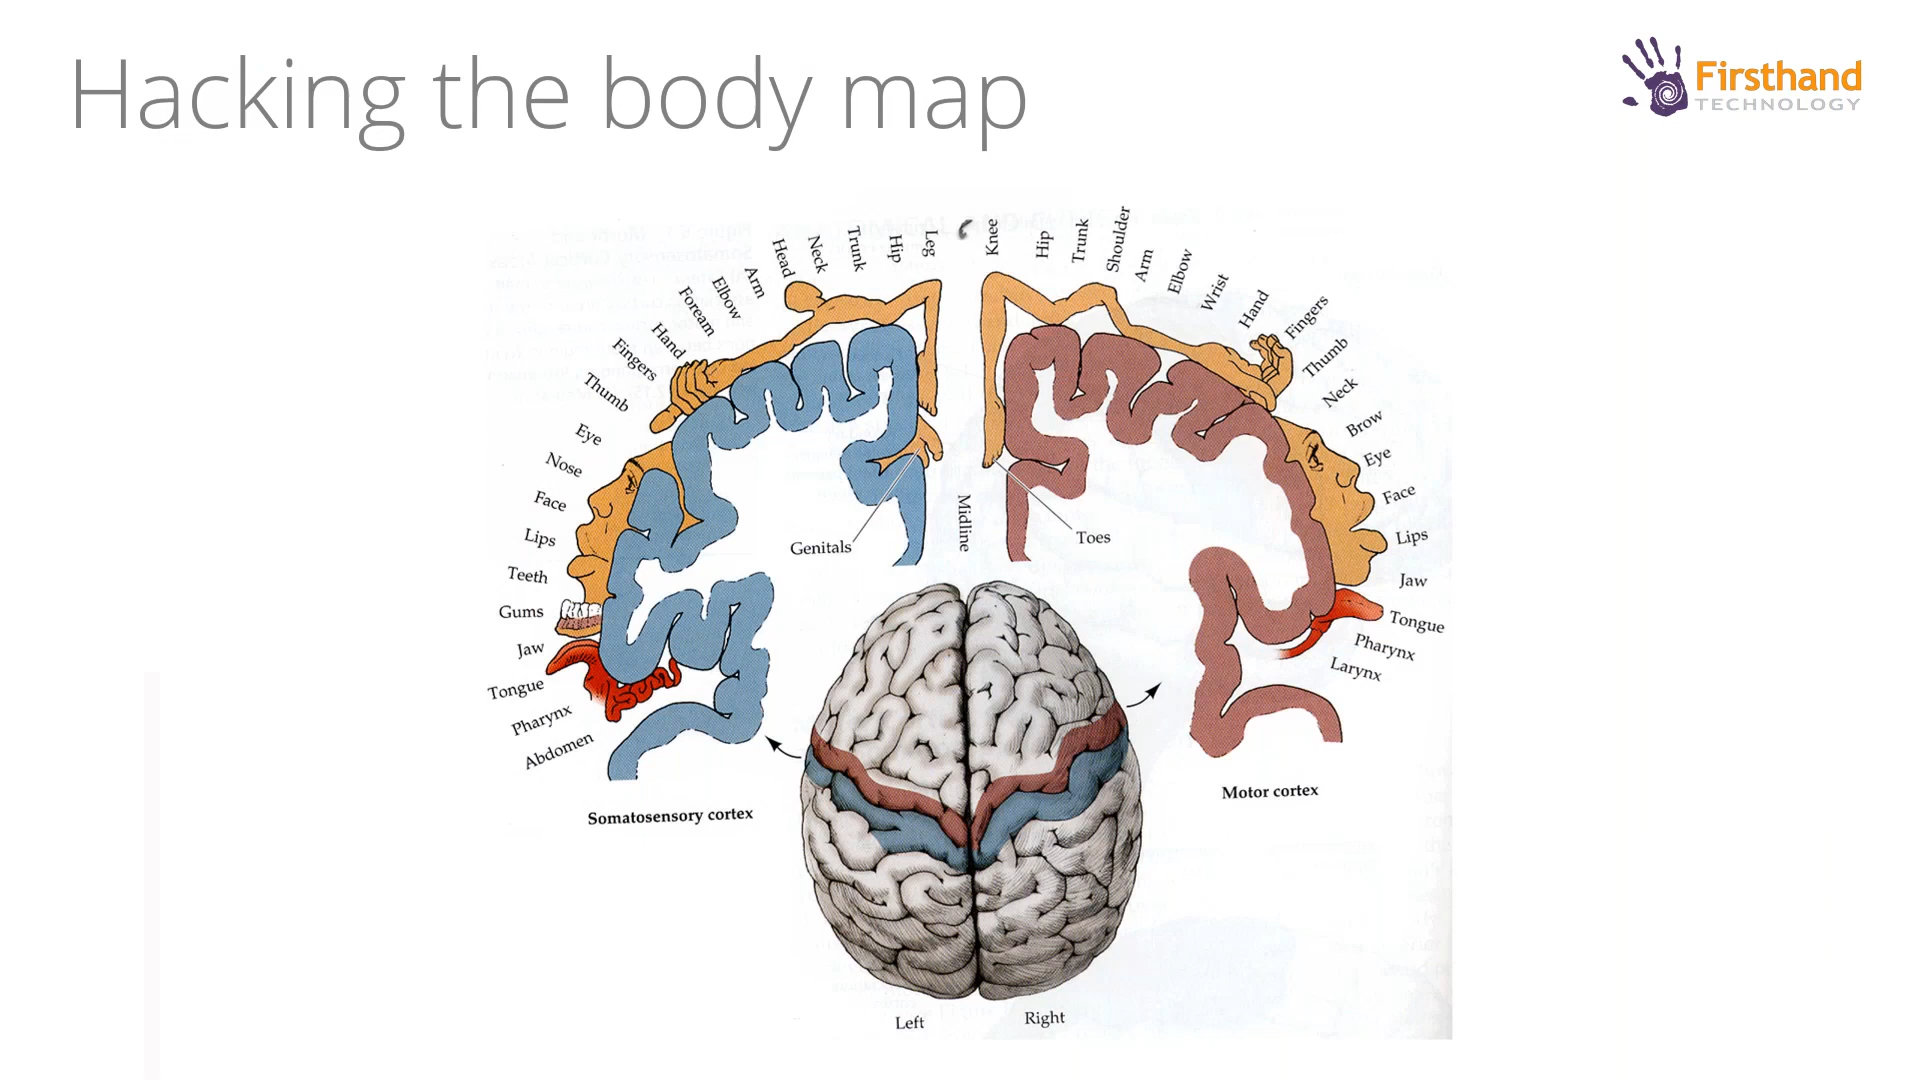 Hacking the body map
Firsthand
TECHNOLOGY
Leg
Hip
Trunk
Neck
Head
Arm
Elbow
Foream
Hand
Fingers
Thumb
Eye
Nose
Face
Lips
Teeth
Gums
Jaw
Tongue
Pharynx
Abdomen
Genitals
Somatosensory cortex
Midline
Knee
Hip
Trunk
Shoulder
Arm
Elbow
Wrist
Hand
Fingers
Thumb
Neck
Brow
Eye
Face
Lips
Jaw
Tongue
Pharynx
Larynx
Toes
Motor cortex
Left
Right